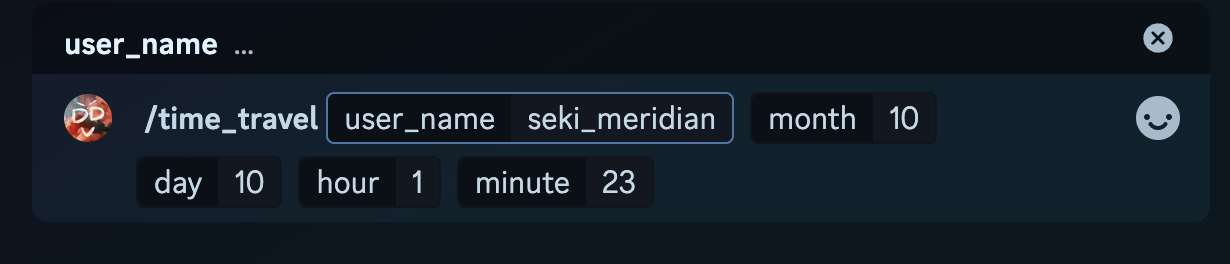 user_name ...
/time_travel user_name seki_meridian month 10
day 10 hour 1 minute 23